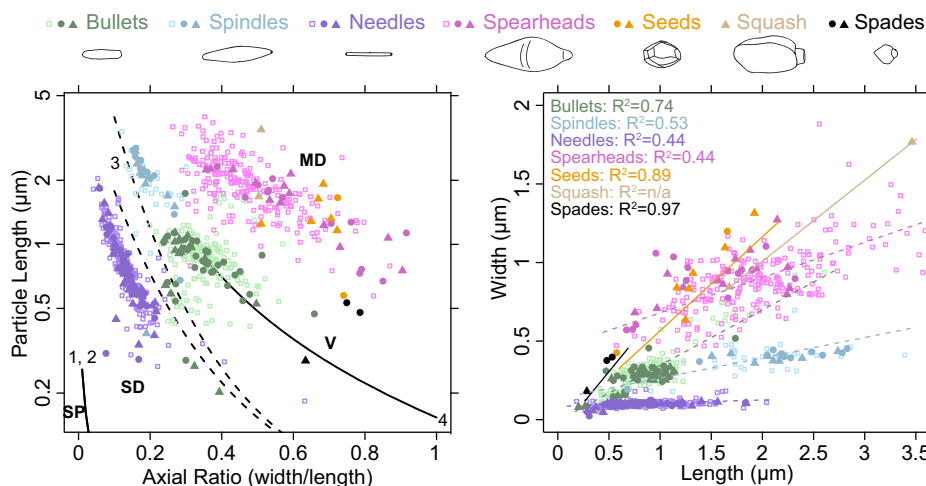 Bullets Spindles Needles Spearheads Seeds Squash Spades
5
2
1
0.5
0.2
Particle Length (µm)
3
MD
1, 2
SP
SD
V
4
0 0.2 0.4 0.6 0.8 1
Axial Ratio (width/length)
Bullets: R²=0.74
Spindles: R²=0.53
Needles: R²=0.44
Spearheads: R²=0.44
Seeds: R²=0.89
Squash: R²=n/a
Spades: R²=0.97
2
1.5
1
0.5
0
Width (µm)
0 0.5 1 1.5 2 2.5 3 3.5
Length (µm)